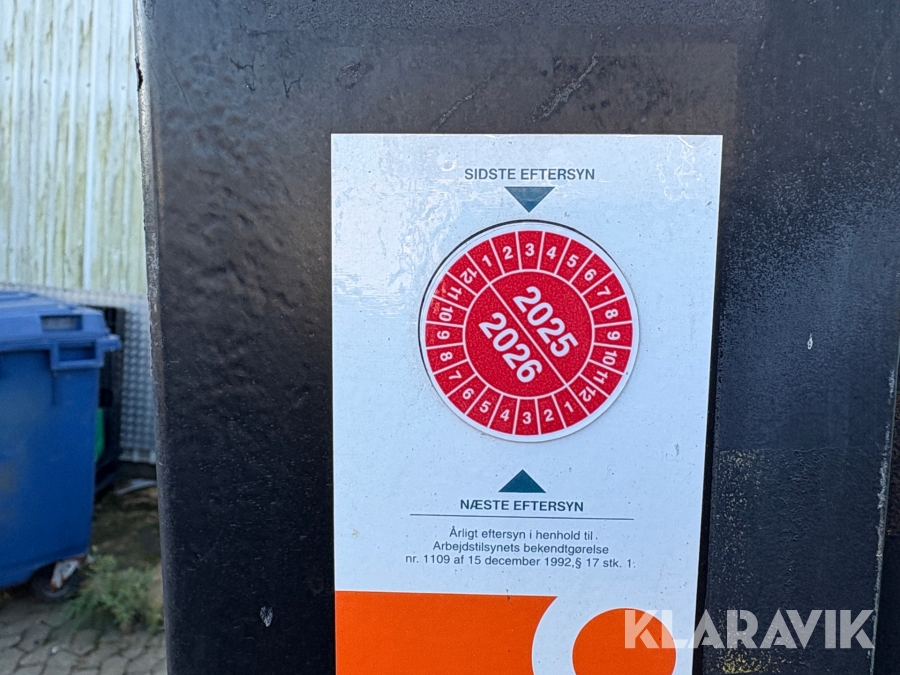 SIDSTE EFTERSYN
1 2 3 4 5 6 7 8 9 10 11 12
2025
2026
12 11 10 9 8 7 6 5 4 3 2 1
NÆSTE EFTERSYN
Årligt eftersyn i henhold til
Arbejdstilsynets bekendtgørelse
nr. 1109 af 15 december 1992,§ 17 stk. 1.
KLARAVIK